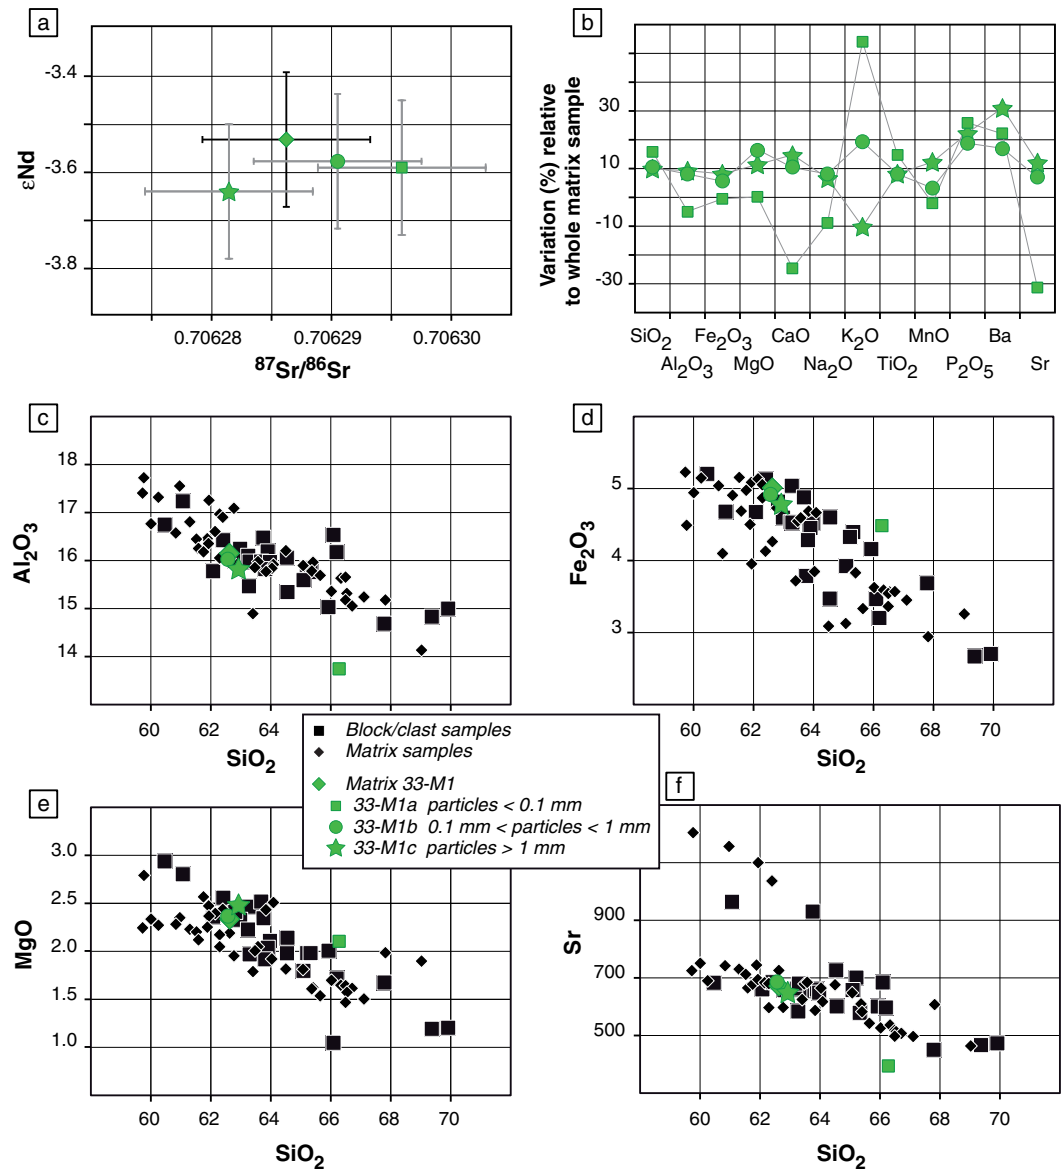 a
εNd
-3.4
-3.6
-3.8
0.70628
0.70629
0.70630
⁸⁷Sr/⁸⁶Sr
b
Variation (%) relative
to whole matrix sample
30
10
-10
-30
SiO₂ Fe₂O₃ CaO K₂O MnO Ba
Al₂O₃ MgO Na₂O TiO₂ P₂O₅ Sr
c
Al₂O₃
18
17
16
15
14
60 62 64 66 68 70
SiO₂
d
Fe₂O₃
5
4
3
60 62 64 66 68 70
SiO₂
Block/clast samples
Matrix samples
Matrix 33-M1
33-M1a particles < 0.1 mm
33-M1b 0.1 mm < particles < 1 mm
33-M1c particles > 1 mm
e
MgO
3.0
2.5
2.0
1.5
1.0
60 62 64 66 68 70
SiO₂
f
Sr
900
700
500
60 62 64 66 68 70
SiO₂